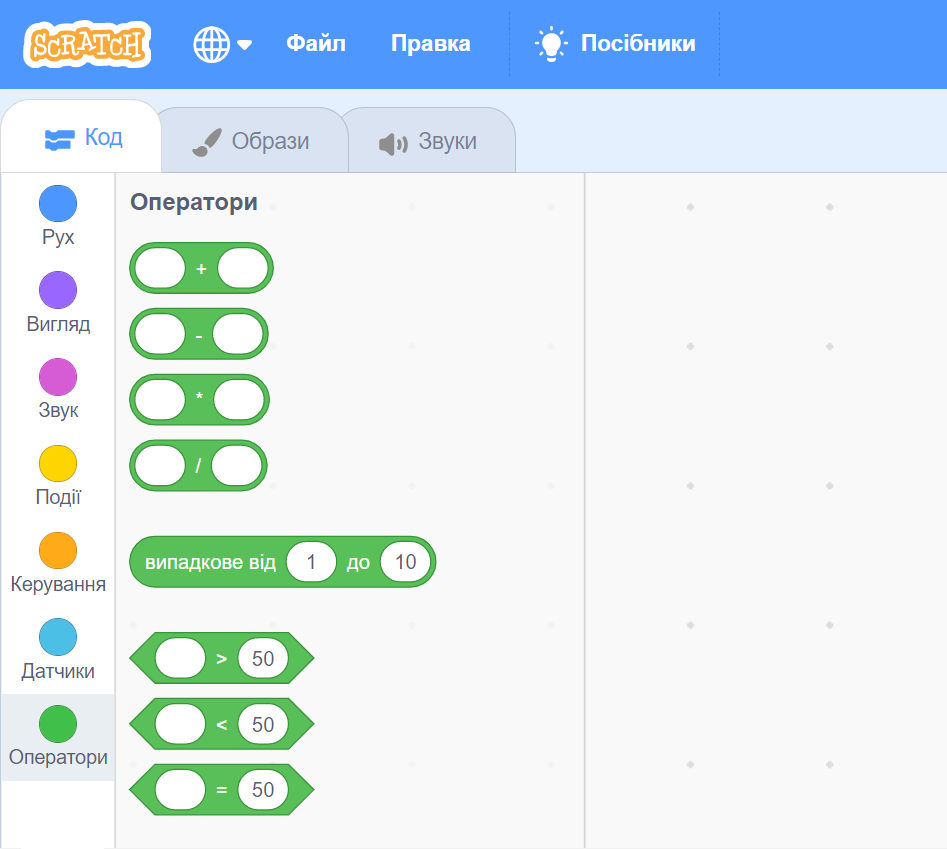 SCRATCH Файл Правка Посібники
Код Образи Звуки
Рух
Вигляд
Звук
Події
Керування
Датчики
Оператори
Оператори
+
-
*
/
випадкове від 1 до 10
> 50
< 50
= 50